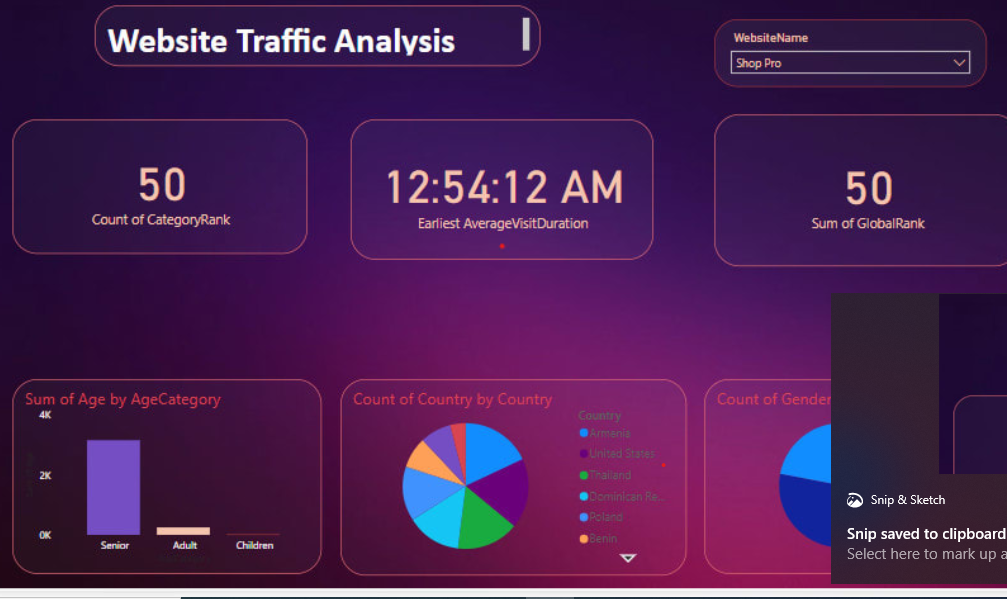 Website Traffic Analysis
WebsiteName
Shop Pro
50
Count of CategoryRank
12:54:12 AM
Earliest AverageVisitDuration
50
Sum of GlobalRank
Sum of Age by AgeCategory
4K
2K
0K
Senior
Adult
Children
Count of Country by Country
Country
Armenia
United States
Thailand
Dominican Re...
Poland
Benin
Count of Gender
Snip & Sketch
Snip saved to clipboard
Select here to mark up a